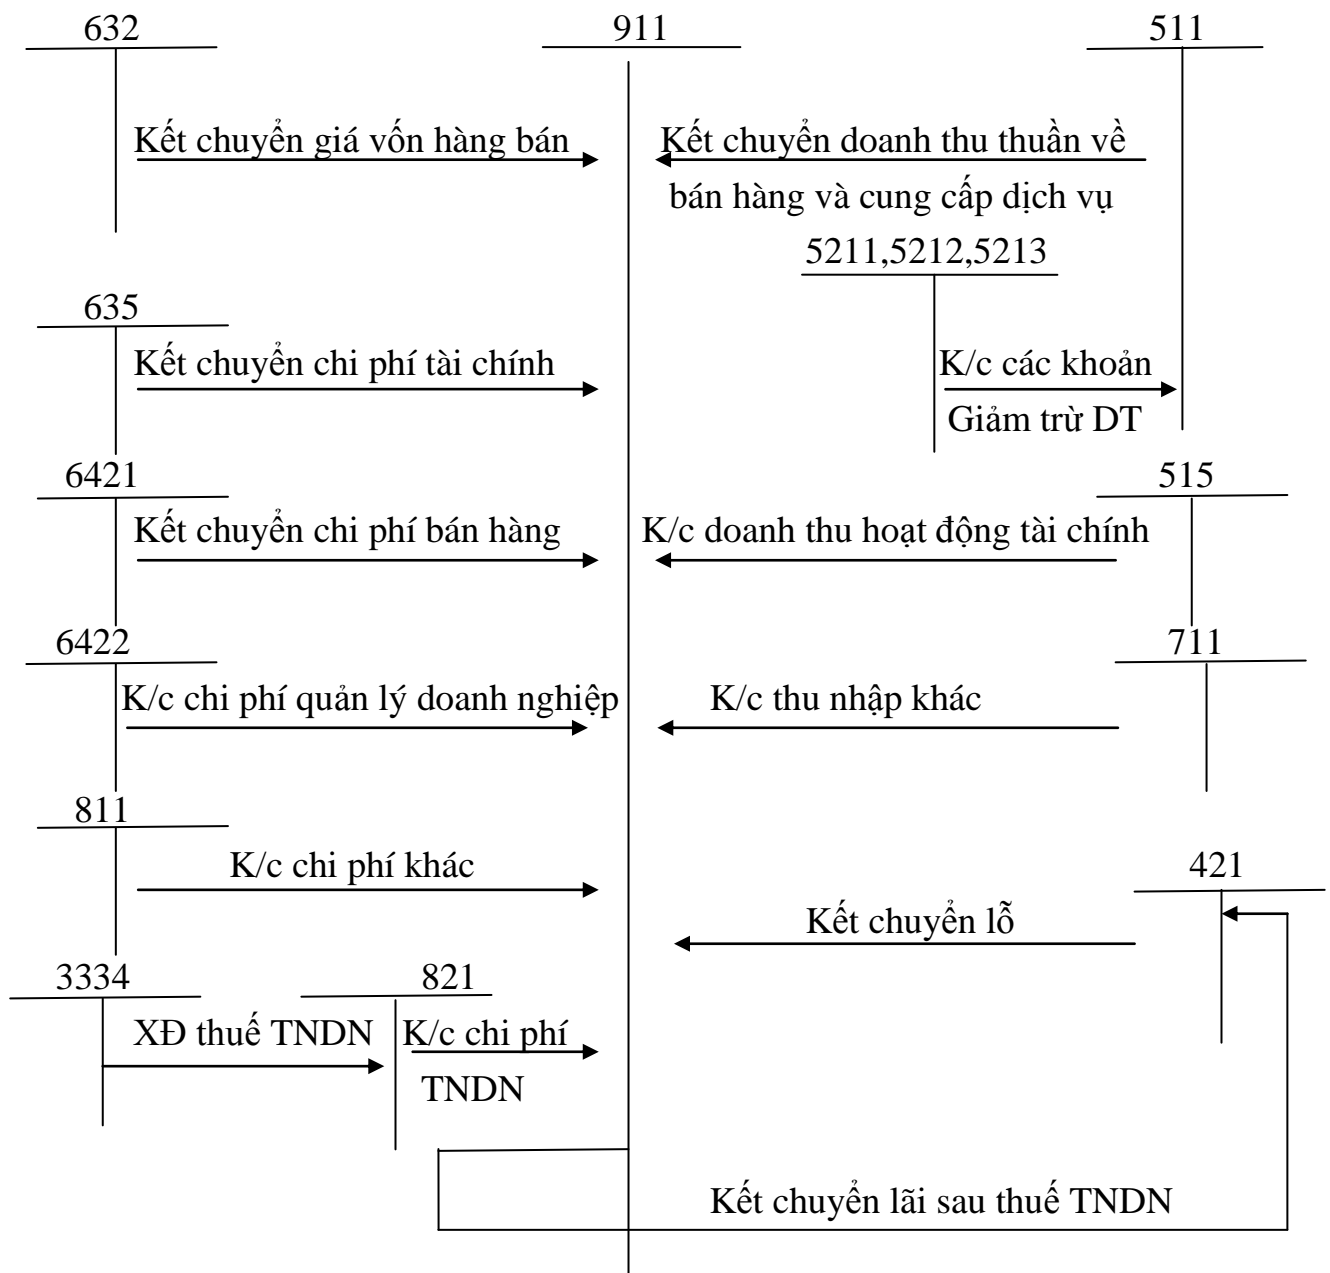 632
911
511
Kết chuyển giá vốn hàng bán
Kết chuyển doanh thu thuần về
bán hàng và cung cấp dịch vụ
5211,5212,5213
635
Kết chuyển chi phí tài chính
K/c các khoản
Giảm trừ DT
6421
515
Kết chuyển chi phí bán hàng
K/c doanh thu hoạt động tài chính
6422
711
K/c chi phí quản lý doanh nghiệp
K/c thu nhập khác
811
K/c chi phí khác
421
Kết chuyển lỗ
3334
821
XĐ thuế TNDN
K/c chi phí
TNDN
Kết chuyển lãi sau thuế TNDN